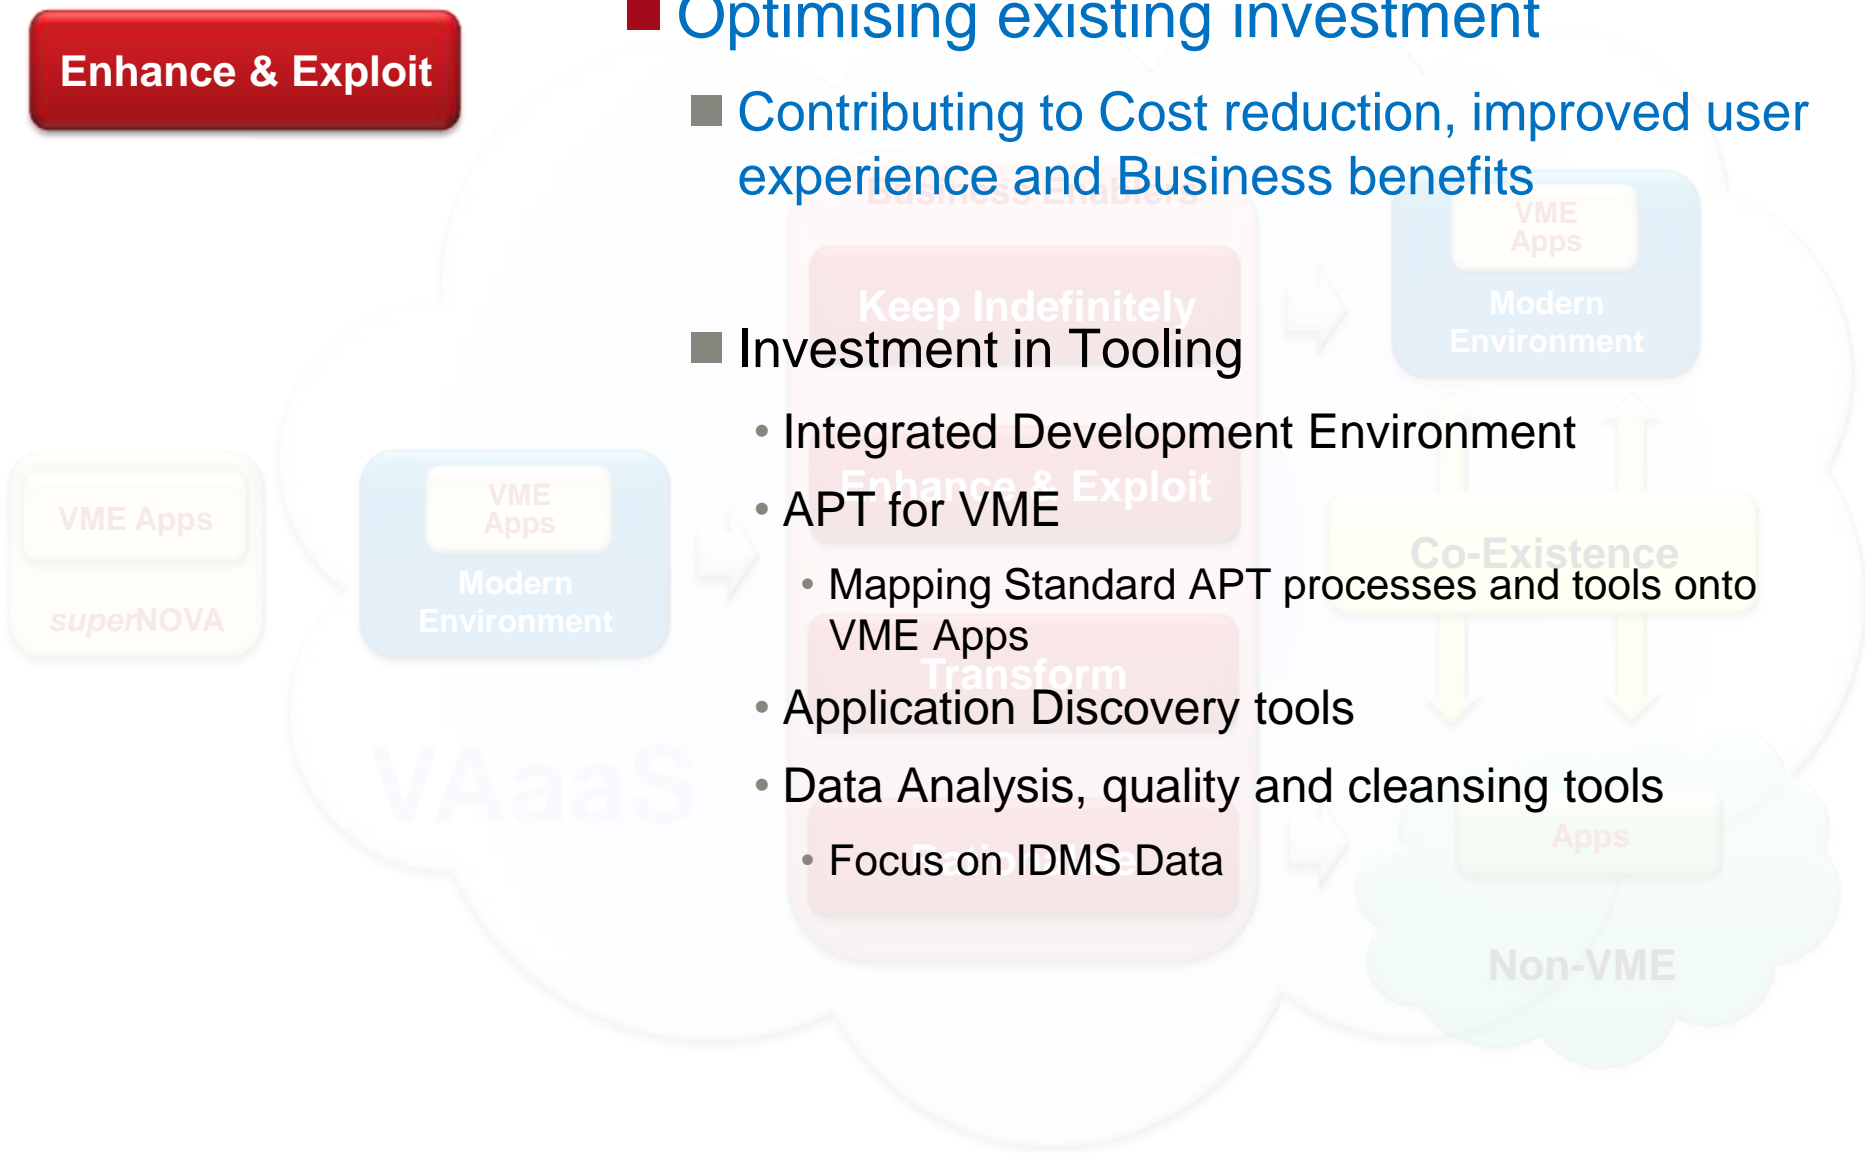 Enhance & Exploit
Optimising existing investment
Contributing to Cost reduction, improved user
experience and Business benefits
Investment in Tooling
Integrated Development Environment
APT for VME
Mapping Standard APT processes and tools onto
VME Apps
Application Discovery tools
Data Analysis, quality and cleansing tools
Focus on IDMS Data
VME Apps
superNOVA
VME
Apps
Modern
Environment
VAaaS
Business Enablers
Keep Indefinitely
Enhance & Exploit
Transform
VME
Apps
Modern
Environment
Co-Existence
Apps
Non-VME